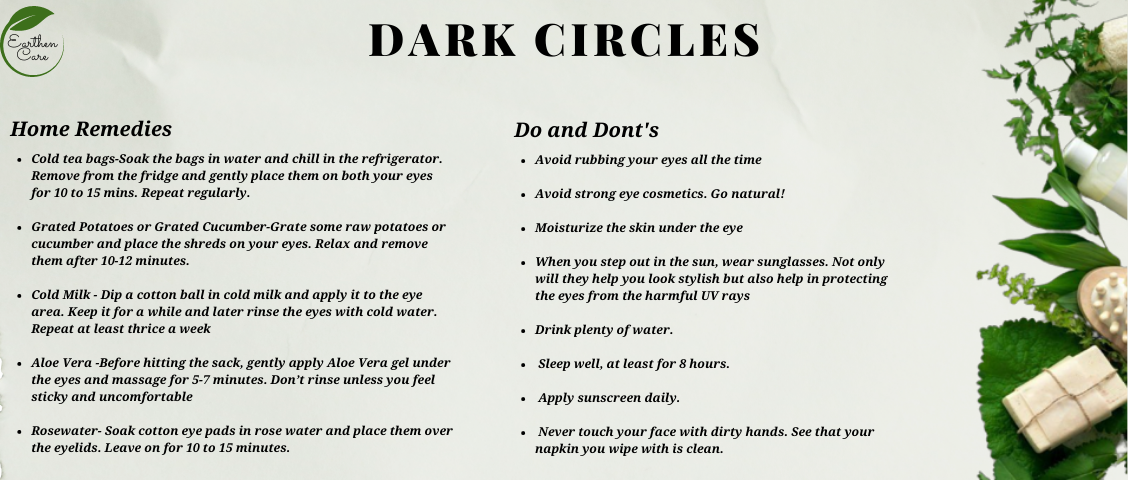 Earthen
Care
DARK CIRCLES
Home Remedies
• Cold tea bags-Soak the bags in water and chill in the refrigerator.
Remove from the fridge and gently place them on both your eyes
for 10 to 15 mins. Repeat regularly.
• Grated Potatoes or Grated Cucumber-Grate some raw potatoes or
cucumber and place the shreds on your eyes. Relax and remove
them after 10-12 minutes.
• Cold Milk - Dip a cotton ball in cold milk and apply it to the eye
area. Keep it for a while and later rinse the eyes with cold water.
Repeat at least thrice a week
• Aloe Vera -Before hitting the sack, gently apply Aloe Vera gel under
the eyes and massage for 5-7 minutes. Don't rinse unless you feel
sticky and uncomfortable
• Rosewater- Soak cotton eye pads in rose water and place them over
the eyelids. Leave on for 10 to 15 minutes.
Do and Dont's
• Avoid rubbing your eyes all the time
• Avoid strong eye cosmetics. Go natural!
• Moisturize the skin under the eye
• When you step out in the sun, wear sunglasses. Not only
will they help you look stylish but also help in protecting
the eyes from the harmful UV rays
• Drink plenty of water.
• Sleep well, at least for 8 hours.
• Apply sunscreen daily.
• Never touch your face with dirty hands. See that your
napkin you wipe with is clean.